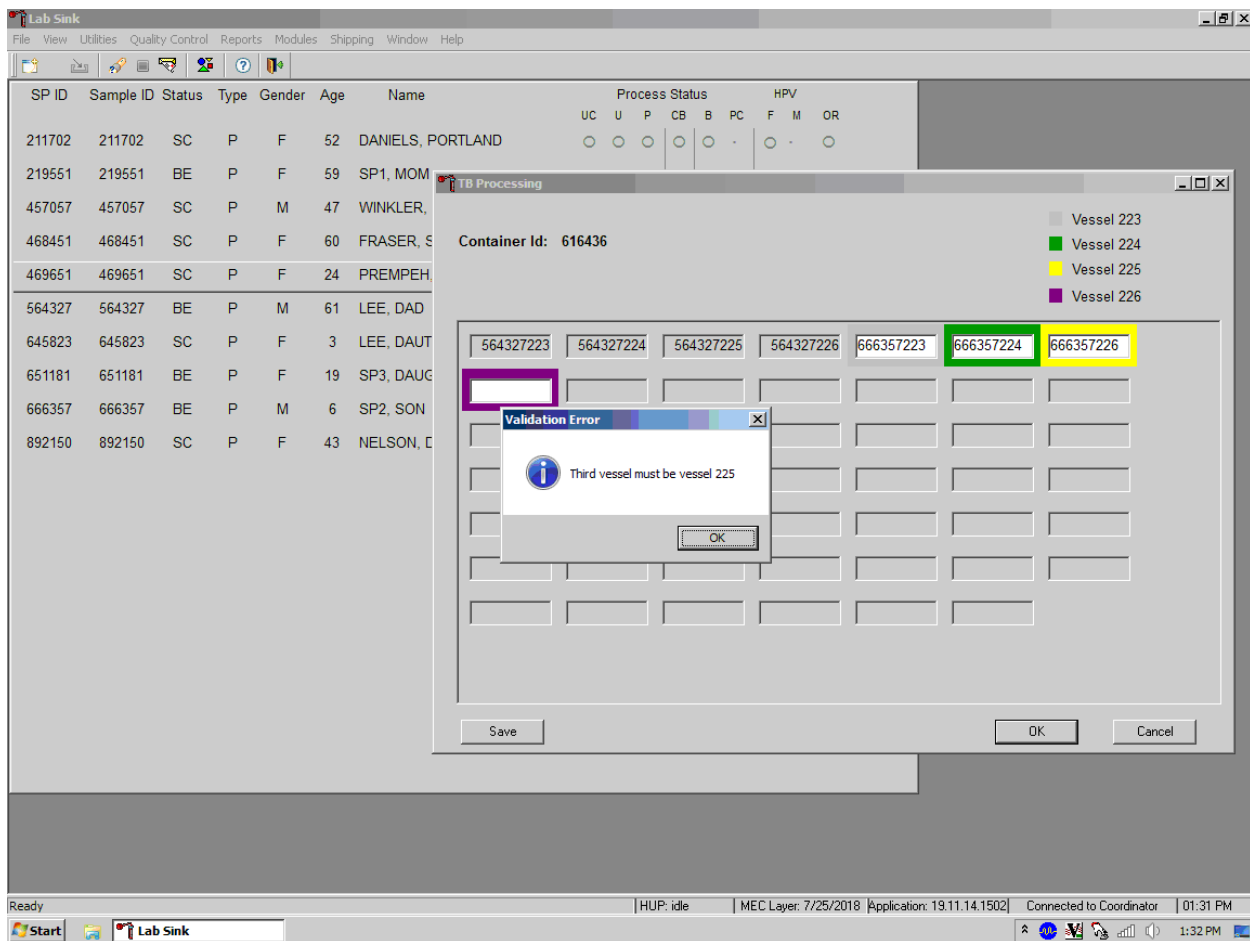 Lab Sink
File View Utilities Quality Control Reports Modules Shipping Window Help
SP ID Sample ID Status Type Gender Age Name Process Status HPV
UC U P CB B PC F M OR
211702 211702 SC P F 52 DANIELS, PORTLAND
219551 219551 BE P F 59 SP1, MOM
457057 457057 SC P M 47 WINKLER,
468451 468451 SC P F 60 FRASER, S
469651 469651 SC P F 24 PREMPEH,
564327 564327 BE P M 61 LEE, DAD
645823 645823 SC P F 3 LEE, DAUT
651181 651181 BE P F 19 SP3, DAUG
666357 666357 BE P M 6 SP2, SON
892150 892150 SC P F 43 NELSON, D
TB Processing
Container Id: 616436
Vessel 223
Vessel 224
Vessel 225
Vessel 226
564327223 564327224 564327225 564327226 666357223 666357224 666357226
Validation Error
Third vessel must be vessel 225
OK
Save OK Cancel
Ready HUP: idle MEC Layer: 7/25/2018 Application: 19.11.14.1502 Connected to Coordinator 01:31 PM
Start Lab Sink 1:32 PM